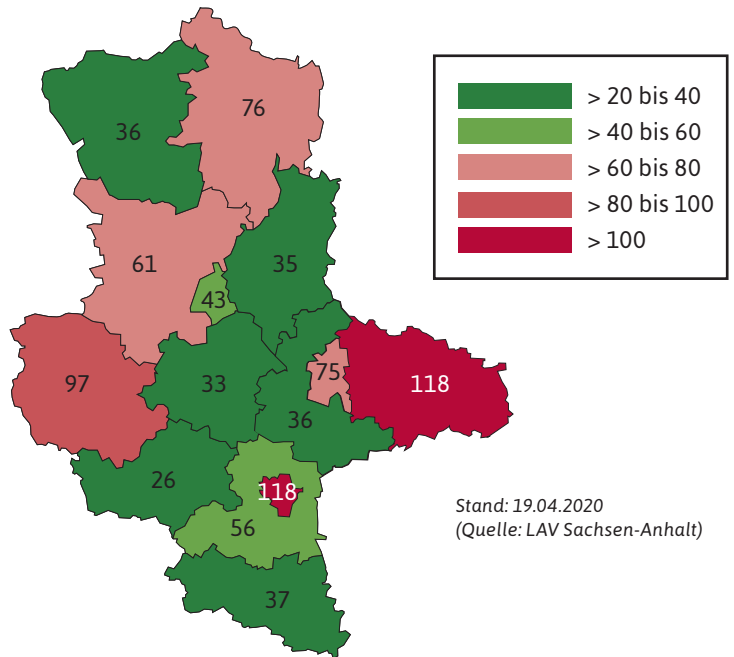 36
76
61
35
43
97
33
75
118
36
26
118
56
37
> 20 bis 40
> 40 bis 60
> 60 bis 80
> 80 bis 100
> 100
Stand: 19.04.2020
(Quelle: LAV Sachsen-Anhalt)